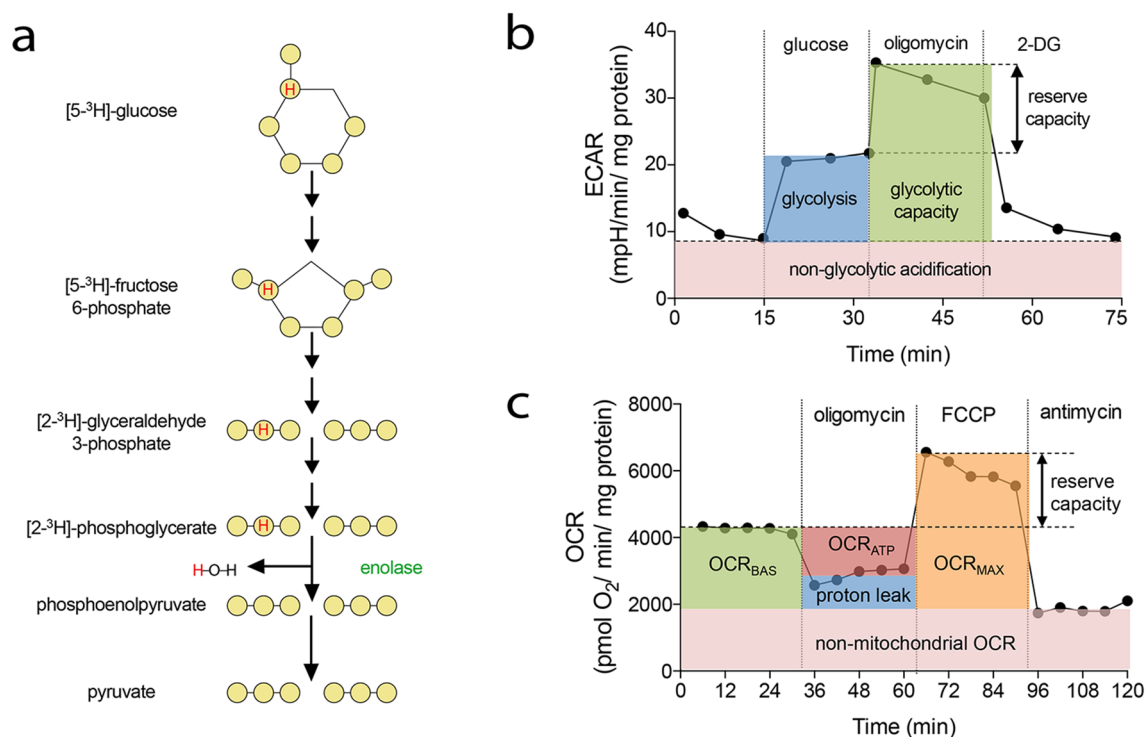 a
H
[5-³H]-glucose
H
[5-³H]-fructose
6-phosphate
[2-³H]-glyceraldehyde
3-phosphate
H
[2-³H]-phosphoglycerate
H
H-O-H
enolase
phosphoenolpyruvate
pyruvate
b
glucose
oligomycin
2-DG
40
30
20
10
0
ECAR
(mpH/min/ mg protein)
reserve
capacity
glycolysis
glycolytic
capacity
non-glycolytic acidification
0
15
30
45
60
75
Time (min)
c
oligomycin
FCCP
antimycin
8000
6000
4000
2000
0
OCR
(pmol O₂/ min/ mg protein)
reserve
capacity
OCR_BAS
OCR_ATP
proton leak
OCR_MAX
non-mitochondrial OCR
0
12
24
36
48
60
72
84
96
108
120
Time (min)